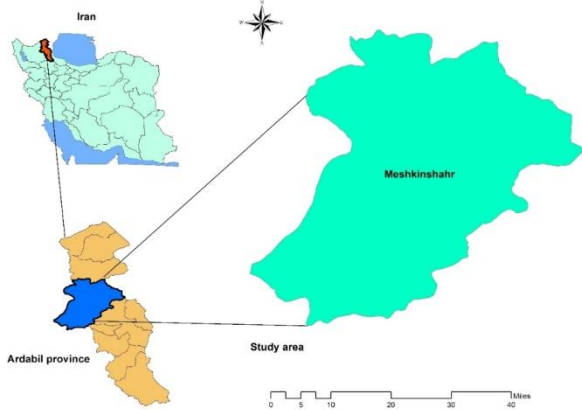 Iran
N
W E
S
Meshkinshahr
Ardabil province
Study area
Miles
0 5 10 20 30 40